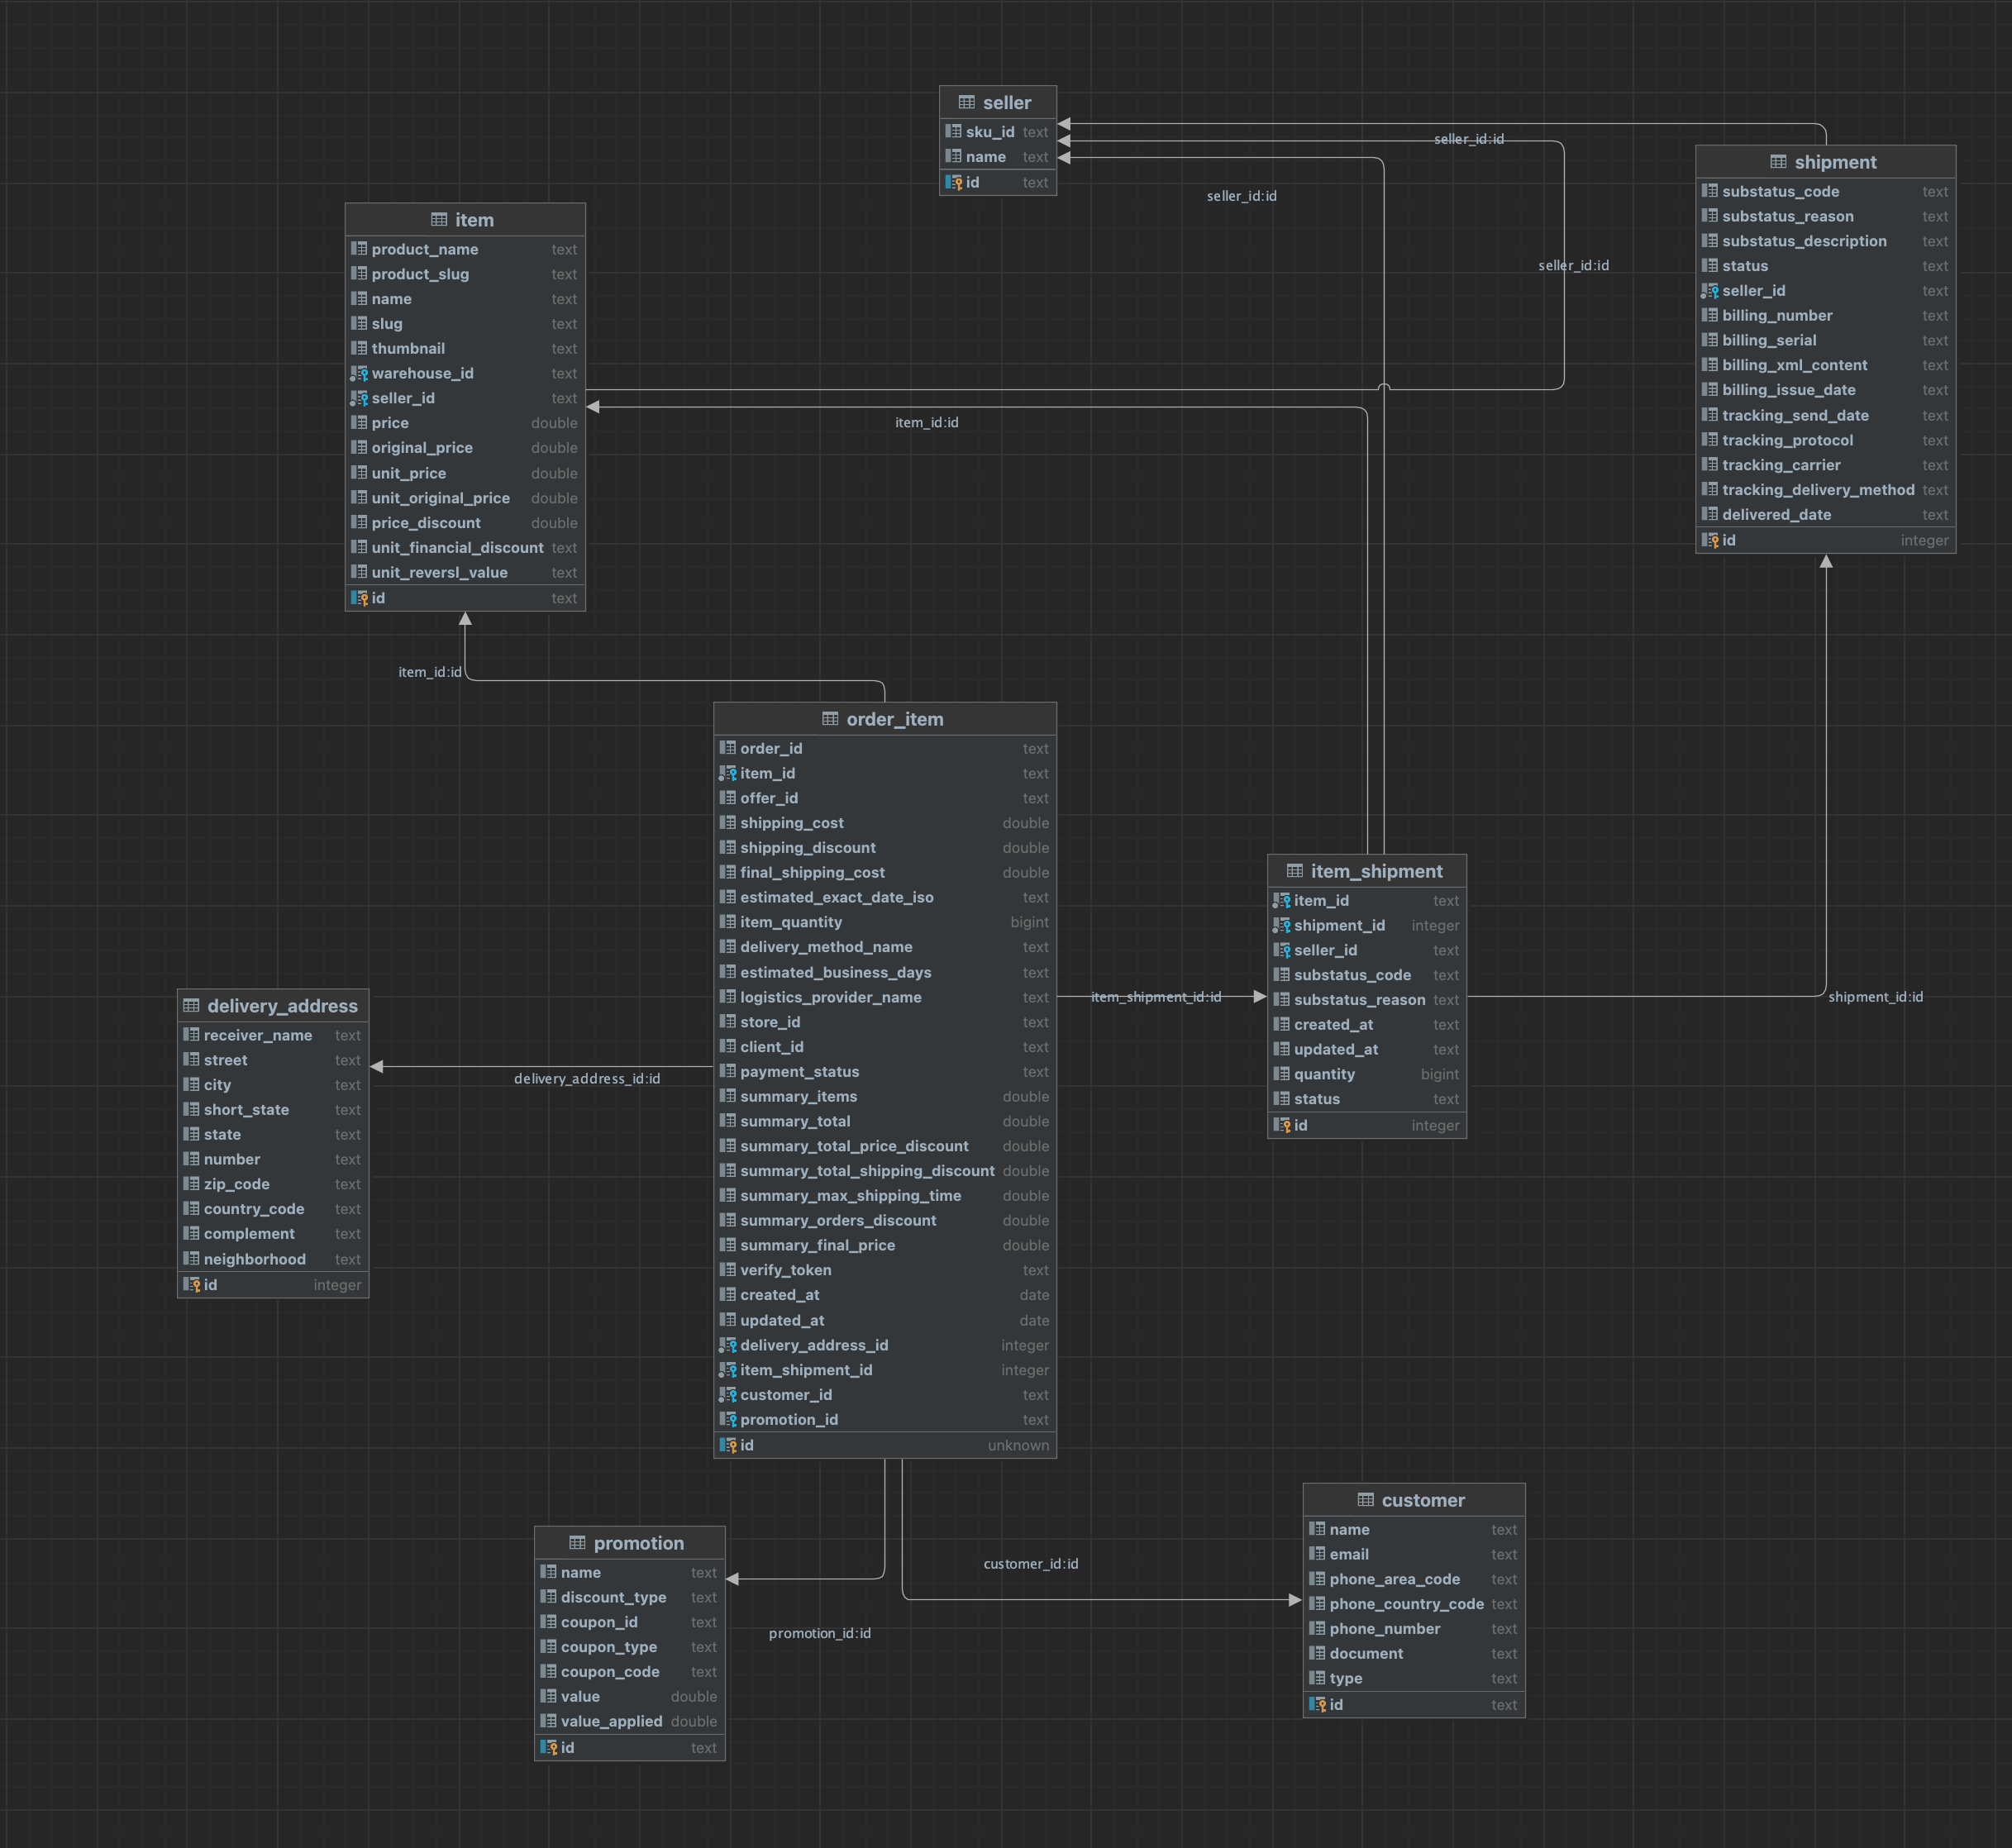 seller
sku_id text
name text
id text
seller_id:id
seller_id:id
seller_id:id
shipment
substatus_code text
substatus_reason text
substatus_description text
status text
seller_id text
billing_number text
billing_serial text
billing_xml_content text
billing_issue_date text
tracking_send_date text
tracking_protocol text
tracking_carrier text
tracking_delivery_method text
delivered_date text
id integer
item
product_name text
product_slug text
name text
slug text
thumbnail text
warehouse_id text
seller_id text
price double
original_price double
unit_price double
unit_original_price double
price_discount double
unit_financial_discount text
unit_reversl_value text
id text
item_id:id
item_id:id
order_item
order_id text
item_id text
offer_id text
shipping_cost double
shipping_discount double
final_shipping_cost double
estimated_exact_date_iso text
item_quantity bigint
delivery_method_name text
estimated_business_days text
logistics_provider_name text
store_id text
client_id text
payment_status text
summary_items double
summary_total double
summary_total_price_discount double
summary_total_shipping_discount double
summary_max_shipping_time double
summary_orders_discount double
summary_final_price double
verify_token text
created_at date
updated_at date
delivery_address_id integer
item_shipment_id integer
customer_id text
promotion_id text
id unknown
item_shipment
item_id text
shipment_id integer
seller_id text
substatus_code text
substatus_reason text
created_at text
updated_at text
quantity bigint
status text
id integer
item_shipment_id:id
shipment_id:id
delivery_address
receiver_name text
street text
city text
short_state text
state text
number text
zip_code text
country_code text
complement text
neighborhood text
id integer
delivery_address_id:id
promotion
name text
discount_type text
coupon_id text
coupon_type text
coupon_code text
value double
value_applied double
id text
promotion_id:id
customer_id:id
customer
name text
email text
phone_area_code text
phone_country_code text
phone_number text
document text
type text
id text